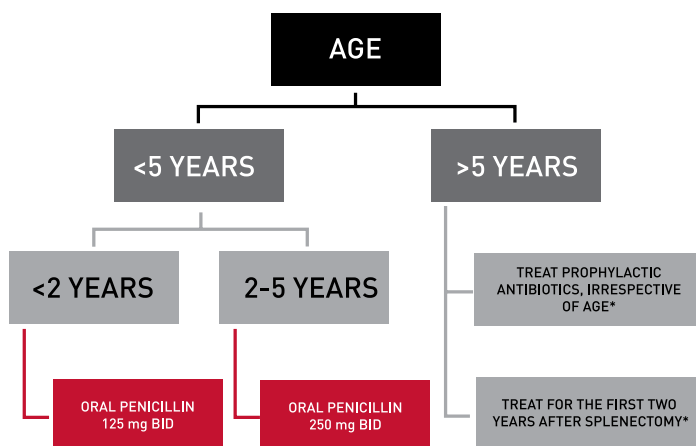 AGE
<5 YEARS
>5 YEARS
<2 YEARS
2-5 YEARS
TREAT PROPHYLACTIC
ANTIBIOTICS, IRRESPECTIVE
OF AGE*
ORAL PENICILLIN
125 mg BID
ORAL PENICILLIN
250 mg BID
TREAT FOR THE FIRST TWO
YEARS AFTER SPLENECTOMY*